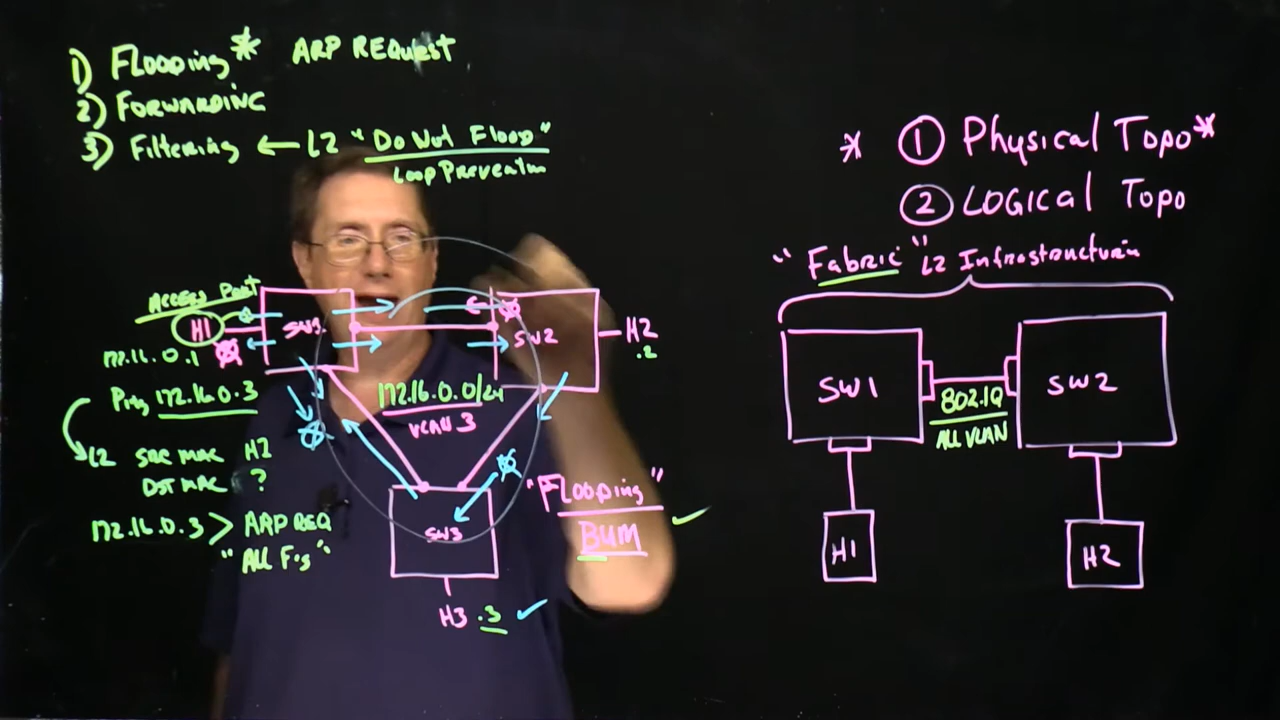 1) Flooding* ARP REQuest
2) FORWARDING
3) Filtering ← L2 "Do Not Flood"
Loop Prevention
ACCESS Port
H1
SW1
SW2
H2
.2
172.16.0.1
Ping 172.16.0.3
172.16.0.0/24
VLAN 3
L2 SRC MAC H2
DST MAC ?
172.16.0.3 > ARP REQ
"ALL F's"
SW3
H3 .3 ✓
"Flooding"
BUM ✓
* 1 Physical Topo *
2 LOGICAL Topo
"Fabric" L2 Infrastructure
SW1
802.1Q
ALL VLAN
SW2
H1
H2